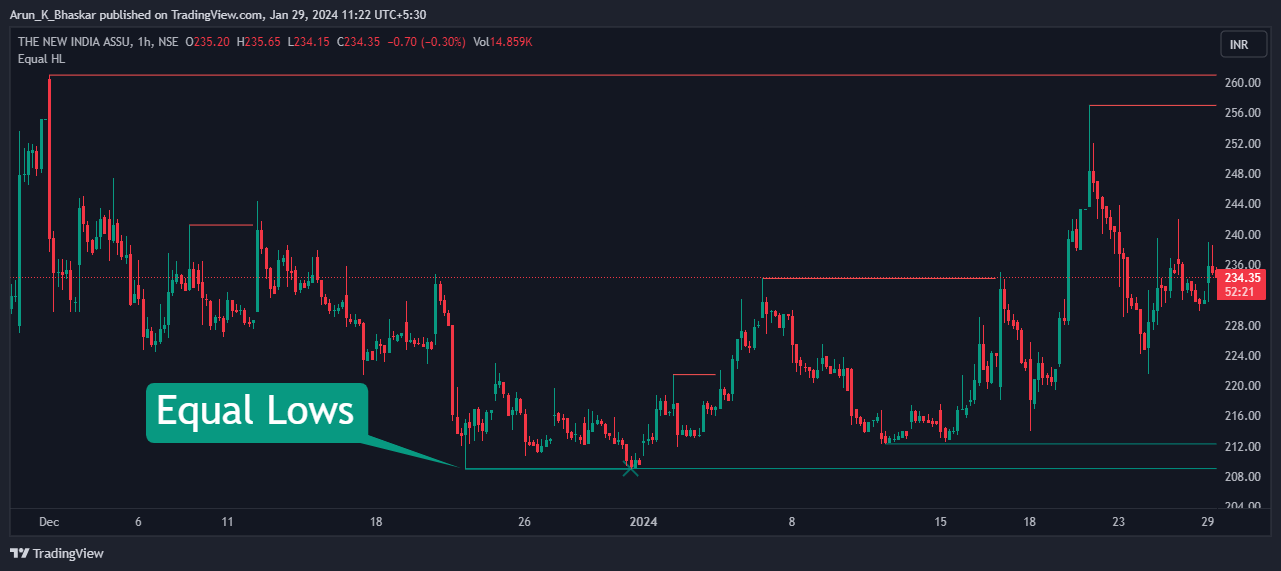 Arun_K_Bhaskar published on TradingView.com, Jan 29, 2024 11:22 UTC+5:30
THE NEW INDIA ASSU, 1h, NSE O235.20 H235.65 L234.15 C234.35 −0.70 (−0.30%) Vol14.859K
INR
Equal HL
260.00
256.00
252.00
248.00
244.00
240.00
236.00
234.35
52:21
228.00
224.00
220.00
Equal Lows
216.00
212.00
208.00
204.00
Dec 6 11 18 26 2024 8 15 18 23 29
TradingView